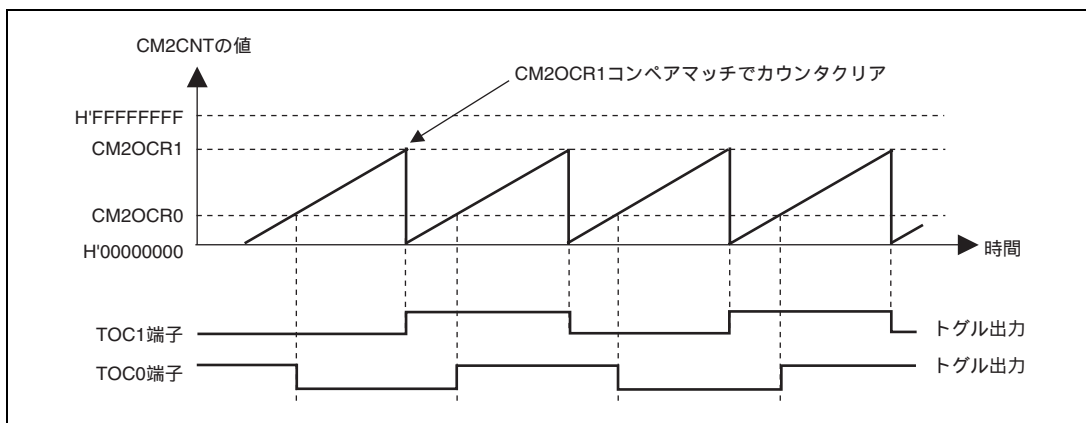 CM2CNTの値
CM2OCR1コンペアマッチでカウンタクリア
H'FFFFFFFF
CM2OCR1
CM2OCR0
H'00000000
時間
TOC1端子
トグル出力
TOC0端子
トグル出力